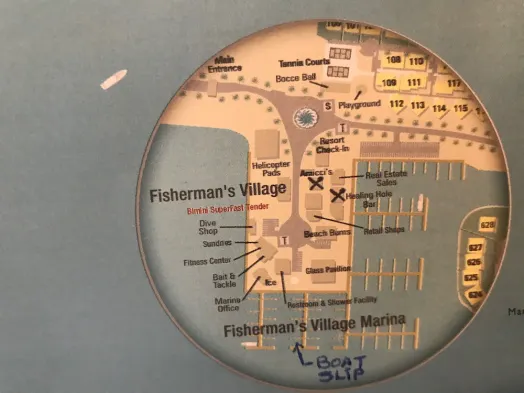 Main
Entrance
Tennis Courts
Bocce Ball
108 110
109 111 117
Playground
112 113 114 115
S
T
Resort
Check-in
Helicopter
Pads
Amicci's
Real Estate
Sales
Fisherman's Village
Healing Hole
Bar
Bimini SuperFast Tender
Dive
Shop
Sundries
T
Beach Bums
Retail Shops
628
627
626
625
624
Fitness Center
Bait &
Tackle
Glass Pavilion
Ice
Marina
Office
Restroom & Shower Facility
Fisherman's Village Marina
BOAT
SLIP